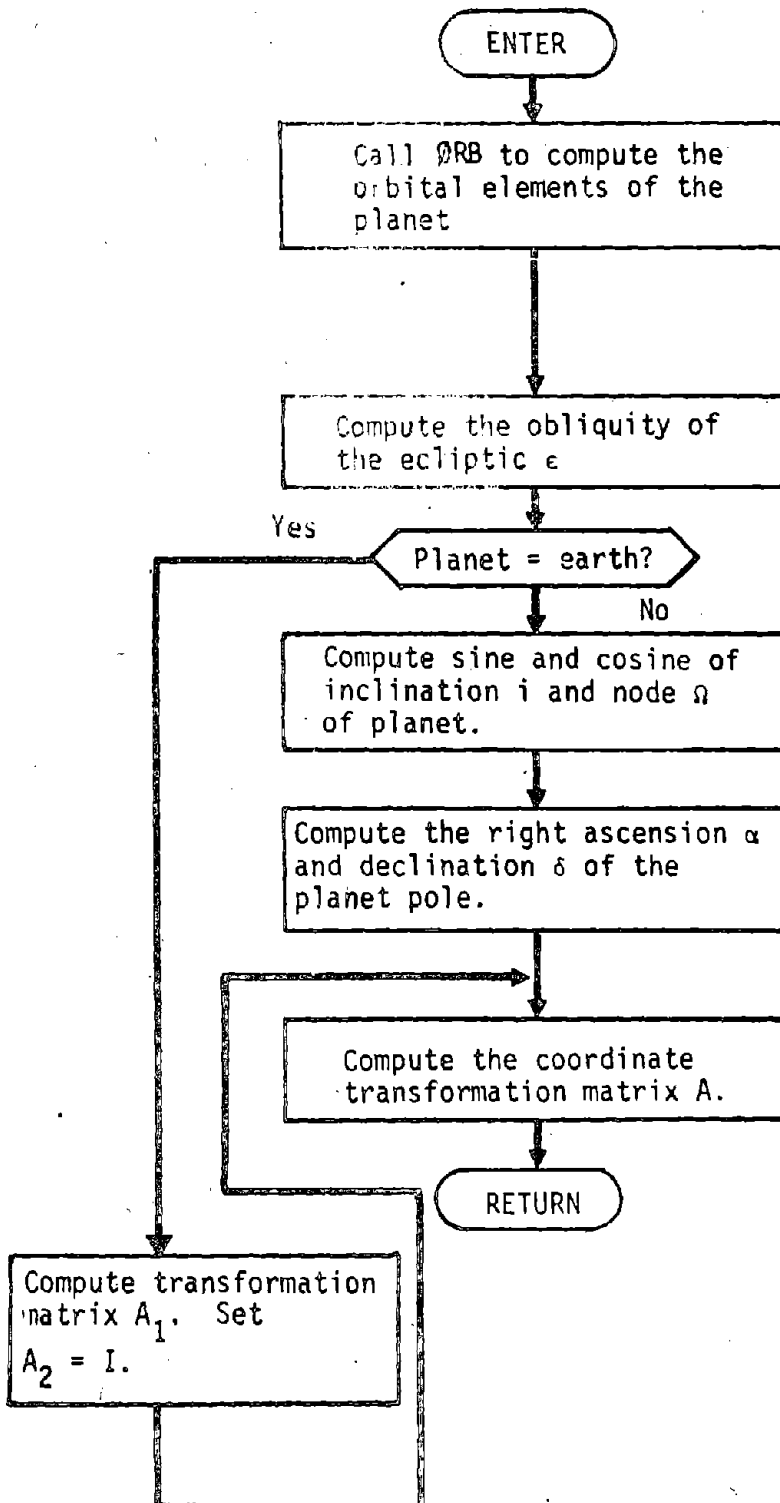 ENTER
Call ØRB to compute the
orbital elements of the
planet
Compute the obliquity of
the ecliptic ε
Yes
Planet = earth?
No
Compute sine and cosine of
inclination i and node Ω
of planet.
Compute the right ascension α
and declination δ of the
planet pole.
Compute the coordinate
transformation matrix A.
RETURN
Compute transformation
matrix A₁. Set
A₂ = I.